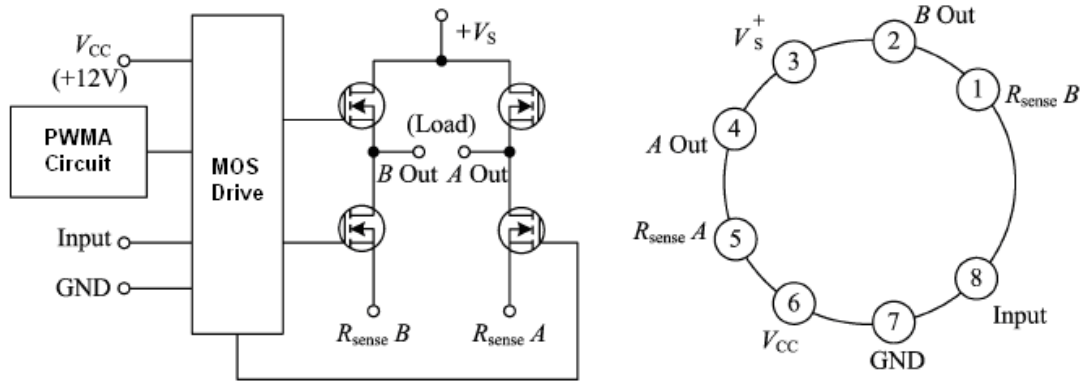 +V_S
V_CC
(+12V)
PWMA
Circuit
MOS
Drive
(Load)
B Out A Out
Input
GND
R_sense B R_sense A
V_S^+
B Out
3
2
1
R_sense B
4
A Out
R_sense A
5
8
Input
6
7
V_CC
GND